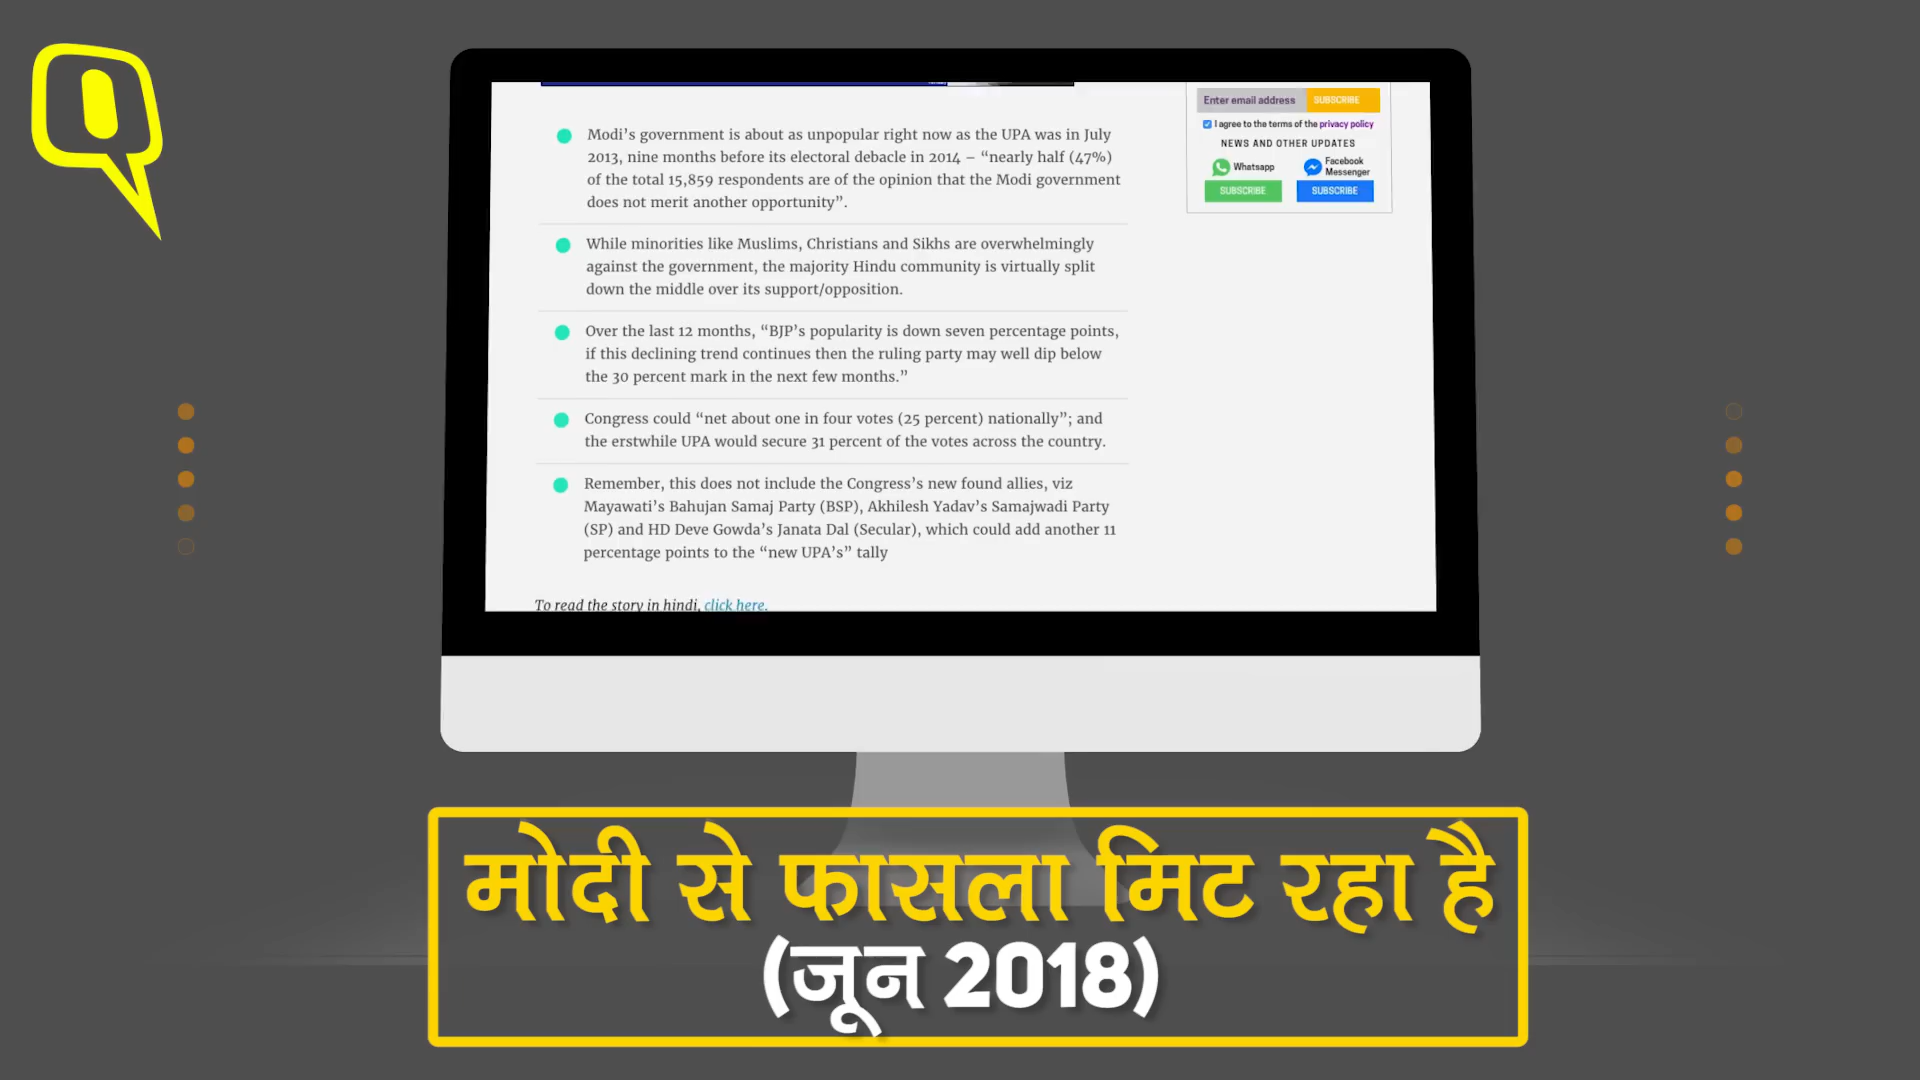 Modi’s government is about as unpopular right now as the UPA was in July
2013, nine months before its electoral debacle in 2014 – “nearly half (47%)
of the total 15,859 respondents are of the opinion that the Modi government
does not merit another opportunity”.
While minorities like Muslims, Christians and Sikhs are overwhelmingly
against the government, the majority Hindu community is virtually split
down the middle over its support/opposition.
Over the last 12 months, “BJP’s popularity is down seven percentage points,
if this declining trend continues then the ruling party may well dip below
the 30 percent mark in the next few months.”
Congress could “net about one in four votes (25 percent) nationally”; and
the erstwhile UPA would secure 31 percent of the votes across the country.
Remember, this does not include the Congress’s new found allies, viz
Mayawati’s Bahujan Samaj Party (BSP), Akhilesh Yadav’s Samajwadi Party
(SP) and HD Deve Gowda’s Janata Dal (Secular), which could add another 11
percentage points to the “new UPA’s” tally
To read the story in hindi, click here.
Enter email address SUBSCRIBE
I agree to the terms of the privacy policy
NEWS AND OTHER UPDATES
Whatsapp
SUBSCRIBE
Facebook
Messenger
SUBSCRIBE
मोदी से फासला मिट रहा है
(जून 2018)